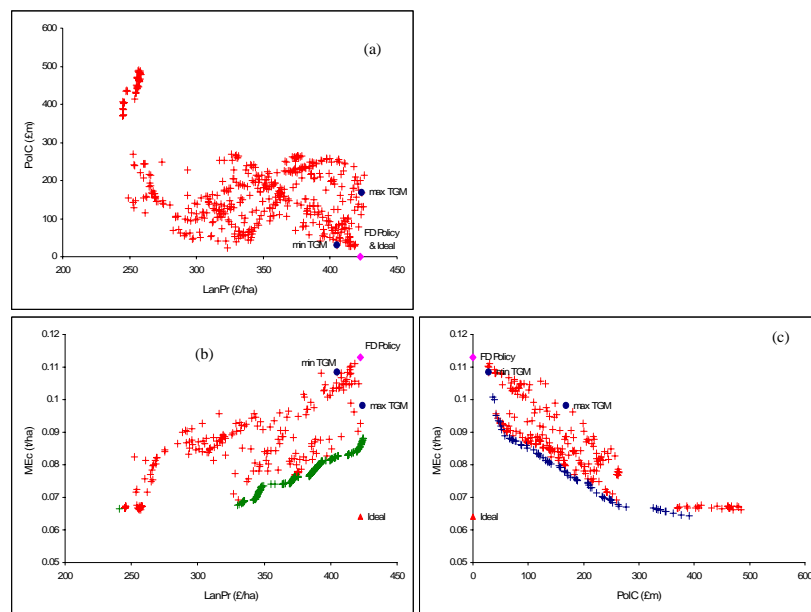 (a)
PolC (£m)
600
500
400
300
200
100
0
max TGM
FD Policy
& Ideal
min TGM
200 250 300 350 400 450
LanPr (£/ha)
(b)
MEc (t/ha)
0.12
0.11
0.1
0.09
0.08
0.07
0.06
0.05
FD Policy
min TGM
max TGM
Ideal
200 250 300 350 400 450
LanPr (£/ha)
(c)
MEc (t/ha)
0.12
0.11
0.1
0.09
0.08
0.07
0.06
0.05
FD Policy
min TGM
max TGM
Ideal
0 100 200 300 400 500 600
PolC (£m)